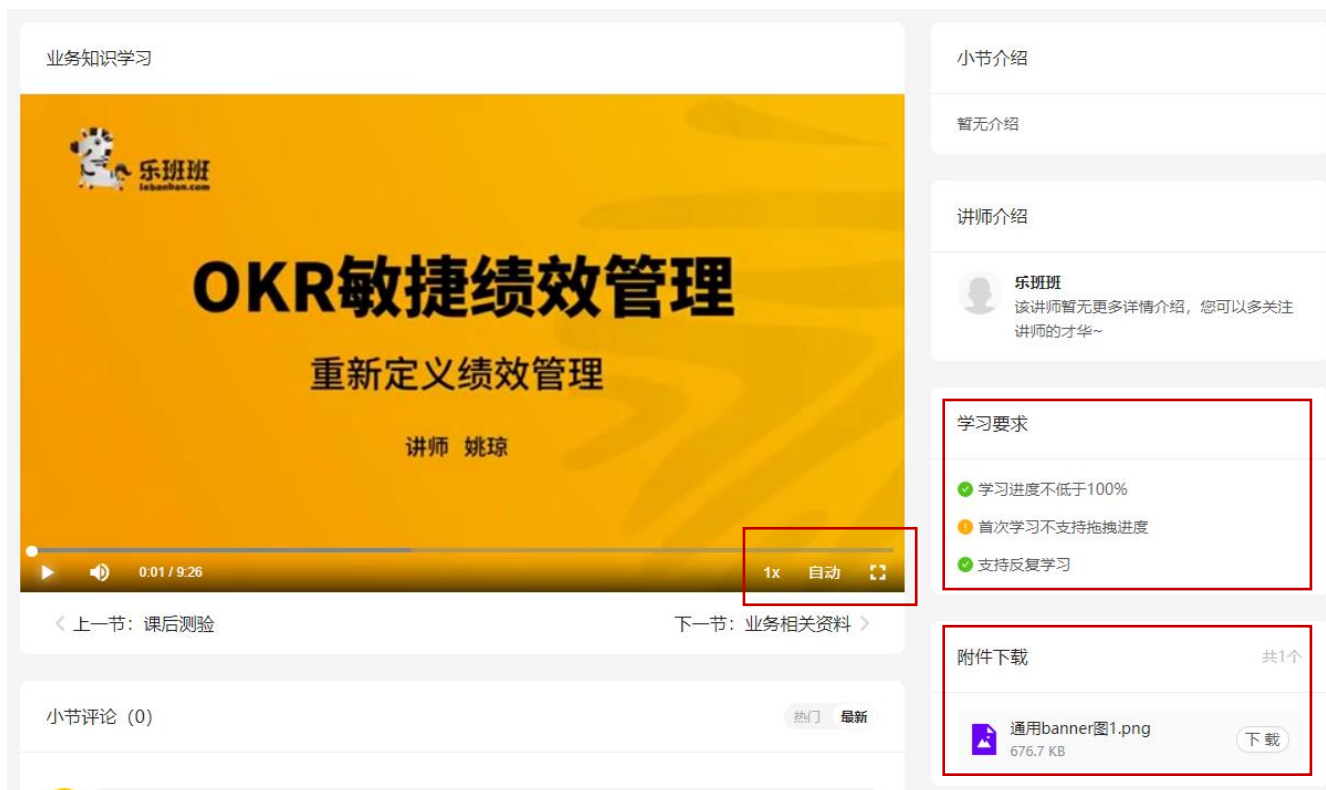 业务知识学习
乐班班
lebanban.com
OKR敏捷绩效管理
重新定义绩效管理
讲师 姚琼
0:01 / 9:26
1x 自动
上一节：课后测验
下一节：业务相关资料
小节评论（0）
热门 最新
小节介绍
暂无介绍
讲师介绍
乐班班
该讲师暂无更多详情介绍，您可以多关注
讲师的才华~
学习要求
学习进度不低于100%
首次学习不支持拖拽进度
支持反复学习
附件下载 共1个
通用banner图1.png
676.7 KB
下载